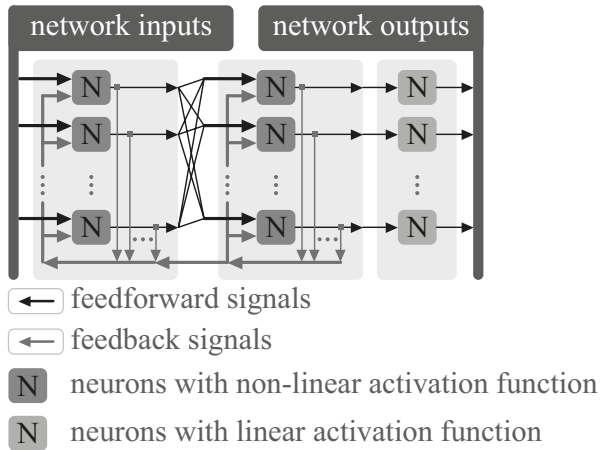 network inputs network outputs
N N N
N N N
N N N
feedforward signals
feedback signals
N neurons with non-linear activation function
N neurons with linear activation function